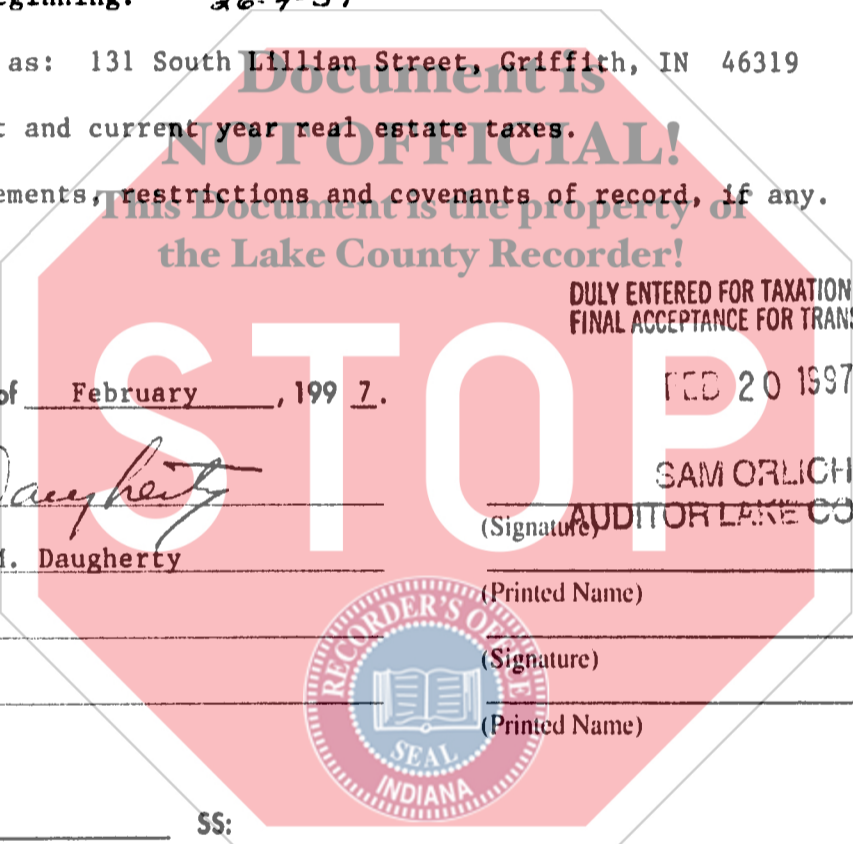 as: 131 South Lillian Street, Griffith, IN 46319
and current year real estate taxes.
restrictions and covenants of record, if any.
Document is
NOT OFFICIAL!
This Document is the property of
the Lake County Recorder!
STOP
DULY ENTERED FOR TAXATION
FINAL ACCEPTANCE FOR
of February, 199 7.
FEB 20 1997
Daugherty
SAM ORLICH
AUDITOR LAKE CO
(Signature)
M. Daugherty
(Printed Name)
(Signature)
(Printed Name)
RECORDER'S OFFICE
SEAL
INDIANA
SS: